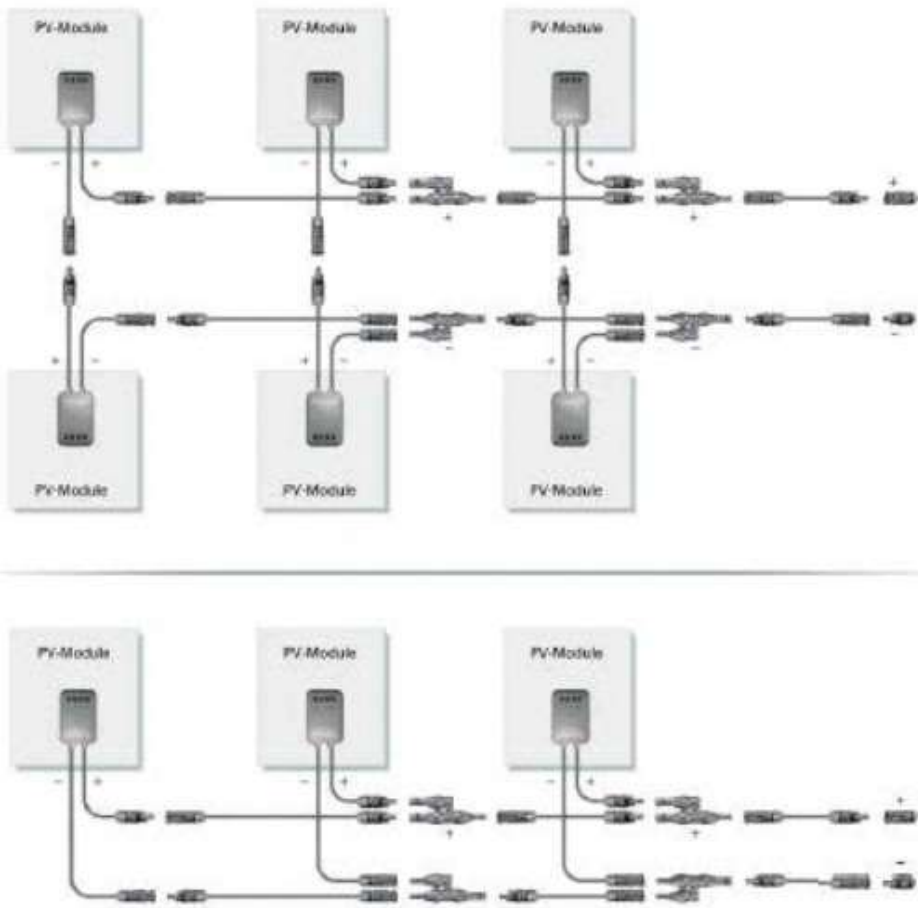 PV-Module PV-Module PV-Module
- + - + - +
+
+ +
- -
-
+ - + - + -
PV-Module PV-Module PV-Module
PV-Module PV-Module PV-Module
- + - + - +
+
+ +
-